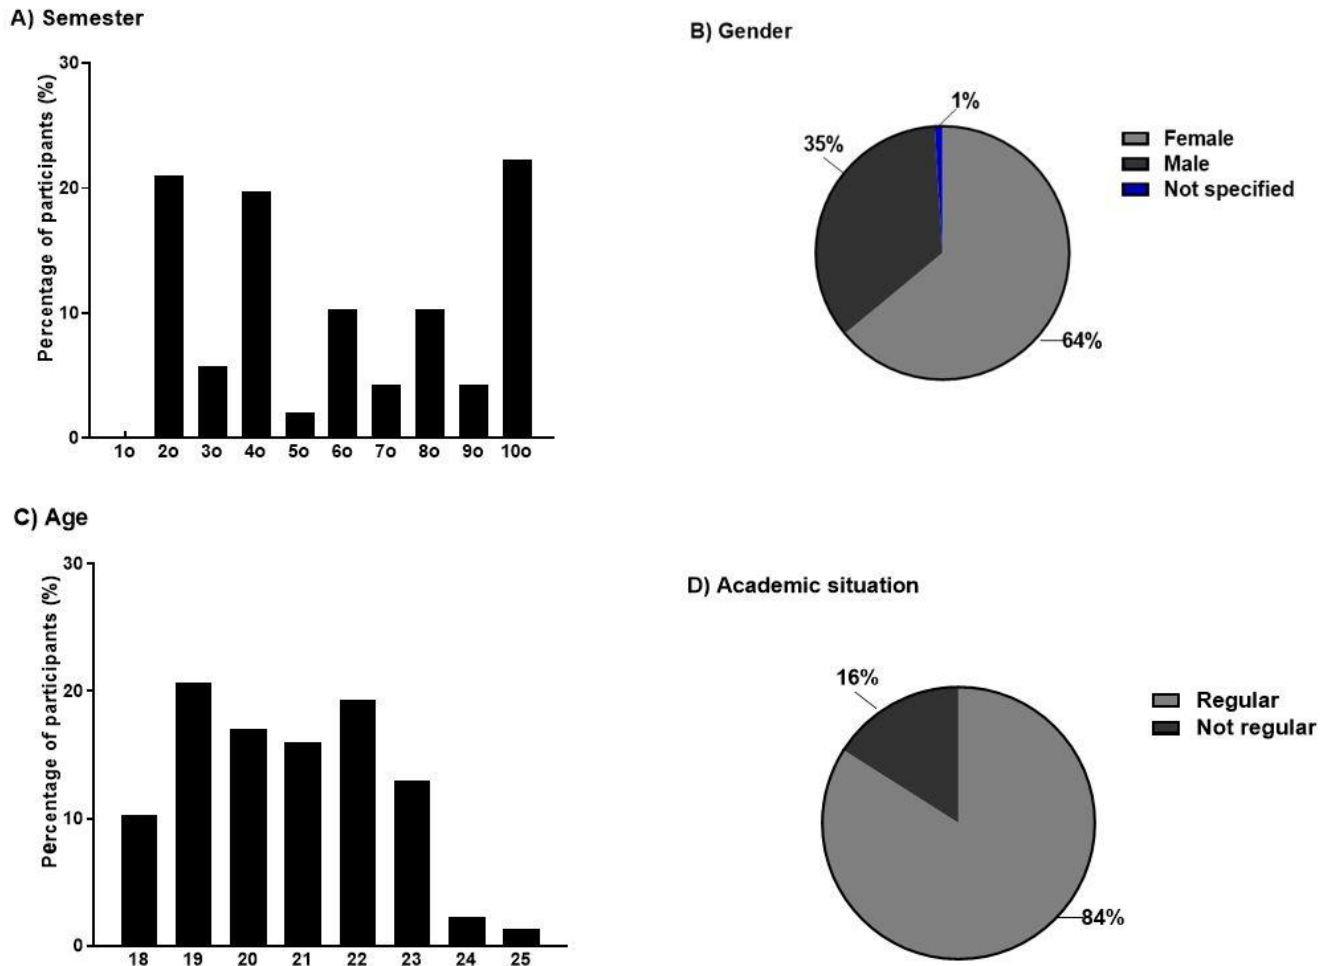 A) Semester
Percentage of participants (%)
30
20
10
0
1o 2o 3o 4o 5o 6o 7o 8o 9o 10o
B) Gender
1%
35%
64%
Female
Male
Not specified
C) Age
Percentage of participants (%)
30
20
10
0
18 19 20 21 22 23 24 25
D) Academic situation
16%
84%
Regular
Not regular